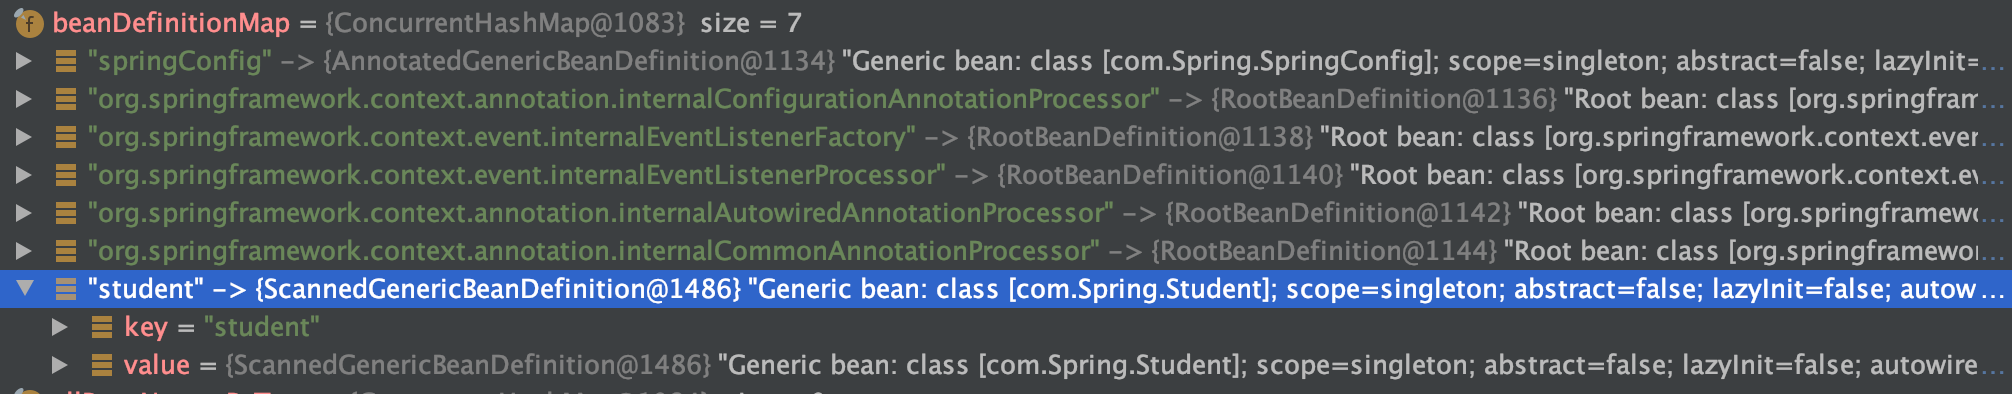 f beanDefinitionMap = {ConcurrentHashMap@1083} size = 7
"springConfig" -> {AnnotatedGenericBeanDefinition@1134} "Generic bean: class [com.Spring.SpringConfig]; scope=singleton; abstract=false; lazyInit=...
"org.springframework.context.annotation.internalConfigurationAnnotationProcessor" -> {RootBeanDefinition@1136} "Root bean: class [org.springfram...
"org.springframework.context.event.internalEventListenerFactory" -> {RootBeanDefinition@1138} "Root bean: class [org.springframework.context.even...
"org.springframework.context.event.internalEventListenerProcessor" -> {RootBeanDefinition@1140} "Root bean: class [org.springframework.context.ev...
"org.springframework.context.annotation.internalAutowiredAnnotationProcessor" -> {RootBeanDefinition@1142} "Root bean: class [org.springframewo...
"org.springframework.context.annotation.internalCommonAnnotationProcessor" -> {RootBeanDefinition@1144} "Root bean: class [org.springframewor...
"student" -> {ScannedGenericBeanDefinition@1486} "Generic bean: class [com.Spring.Student]; scope=singleton; abstract=false; lazyInit=false; autow...
key = "student"
value = {ScannedGenericBeanDefinition@1486} "Generic bean: class [com.Spring.Student]; scope=singleton; abstract=false; lazyInit=false; autowire...